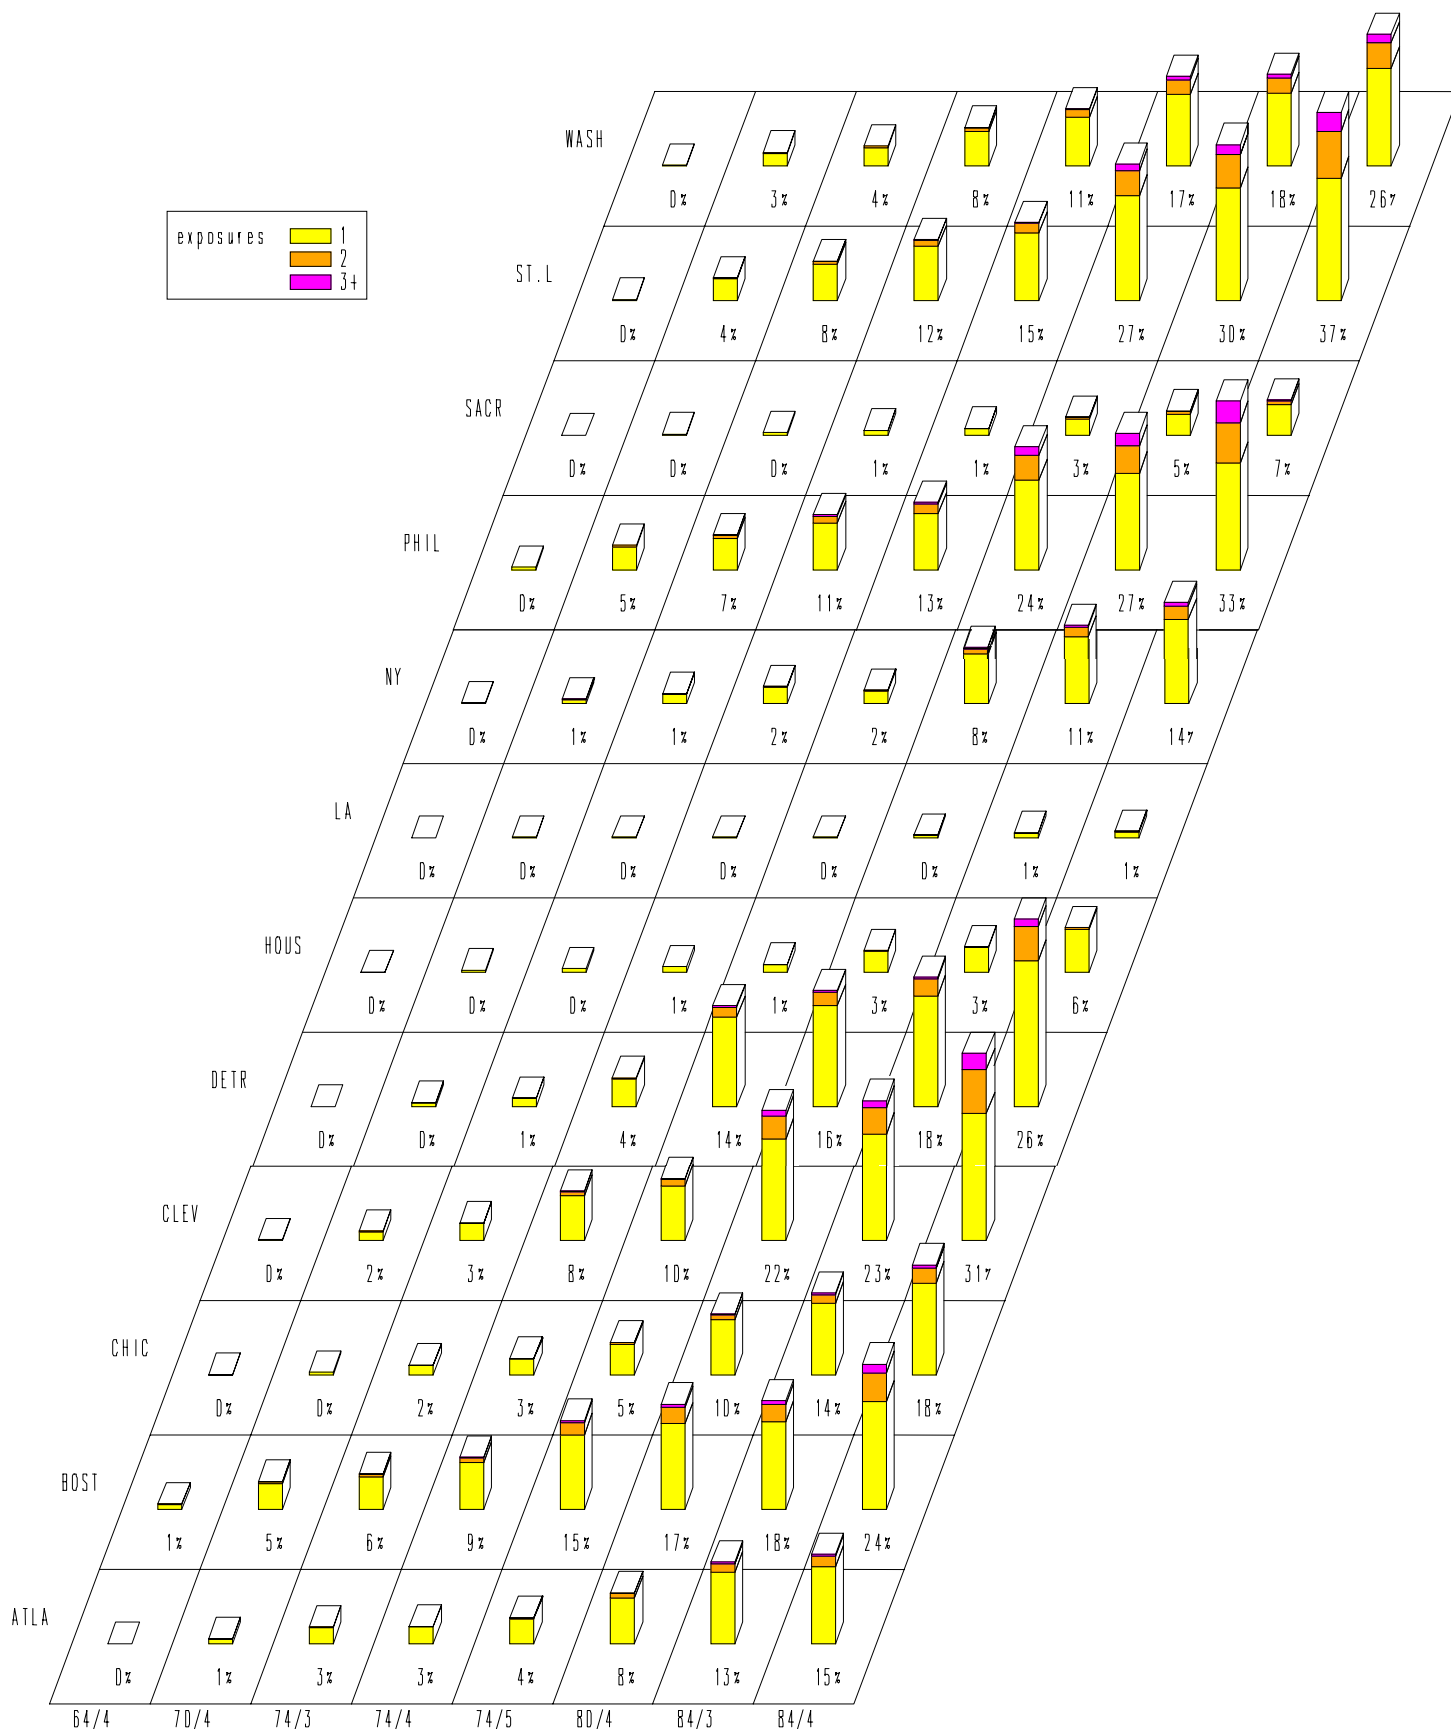 WASH
0% 3% 4% 8% 11% 17% 18% 26%
exposures 1
2
3+
ST.L
0% 4% 8% 12% 15% 27% 30% 37%
SACR
0% 0% 0% 1% 1% 3% 5% 7%
PHIL
0% 5% 7% 11% 13% 24% 27% 33%
NY
0% 1% 1% 2% 2% 8% 11% 14%
LA
0% 0% 0% 0% 0% 0% 1% 1%
HOUS
0% 0% 0% 1% 1% 3% 3% 6%
DETR
0% 0% 1% 4% 14% 16% 18% 26%
CLEV
0% 2% 3% 8% 10% 22% 23% 31%
CHIC
0% 0% 2% 3% 5% 10% 14% 18%
BOST
1% 5% 6% 9% 15% 17% 18% 24%
ATLA
0% 1% 3% 3% 4% 8% 13% 15%
64/4 70/4 74/3 74/4 74/5 80/4 84/3 84/4